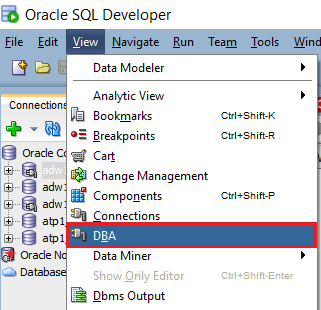 Oracle SQL Developer
File Edit View Navigate Run Team Tools Windo
Data Modeler
Connections
Analytic View
Bookmarks Ctrl+Shift-K
Breakpoints Ctrl+Shift-R
Cart
Oracle Co
Change Management
adw1
Components Ctrl+Shift-P
adw1
Connections
adw1
DBA
atp1
Data Miner
atp1
Show Only Editor Ctrl+Shift-Enter
Oracle No
Dbms Output
Database